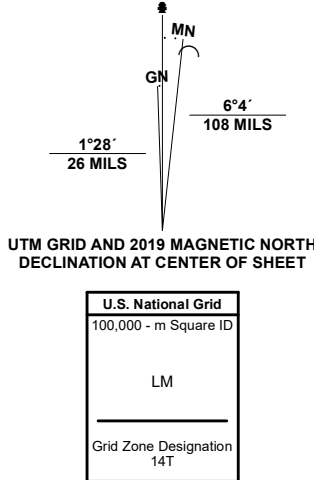 MN
GN
6°4´
108 MILS
1°28´
26 MILS
UTM GRID AND 2019 MAGNETIC NORTH
DECLINATION AT CENTER OF SHEET
U.S. National Grid
100,000 - m Square ID
LM
Grid Zone Designation
14T